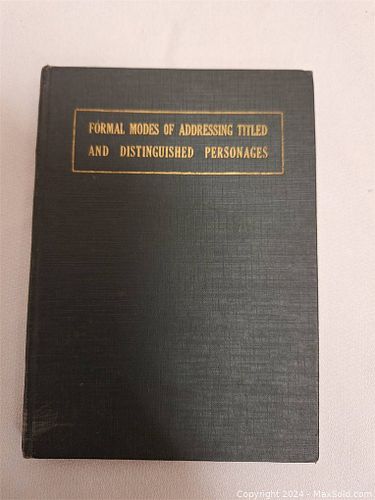 FORMAL MODES OF ADDRESSING TITLED
AND DISTINGUISHED PERSONAGES
Copyright 2024 - MaxSold.com